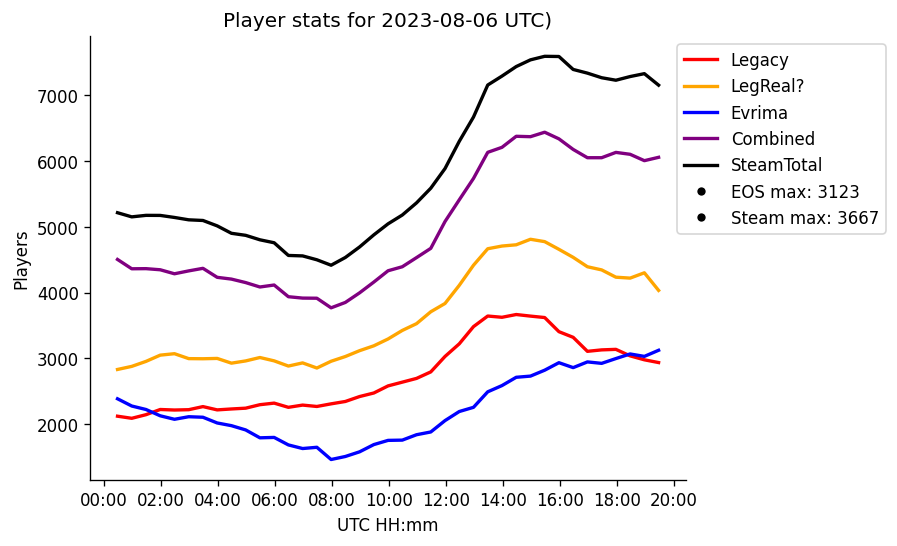 Player stats for 2023-08-06 UTC)
Legacy
LegReal?
Evrima
Combined
SteamTotal
EOS max: 3123
Steam max: 3667
Players
7000
6000
5000
4000
3000
2000
00:00 02:00 04:00 06:00 08:00 10:00 12:00 14:00 16:00 18:00 20:00
UTC HH:mm